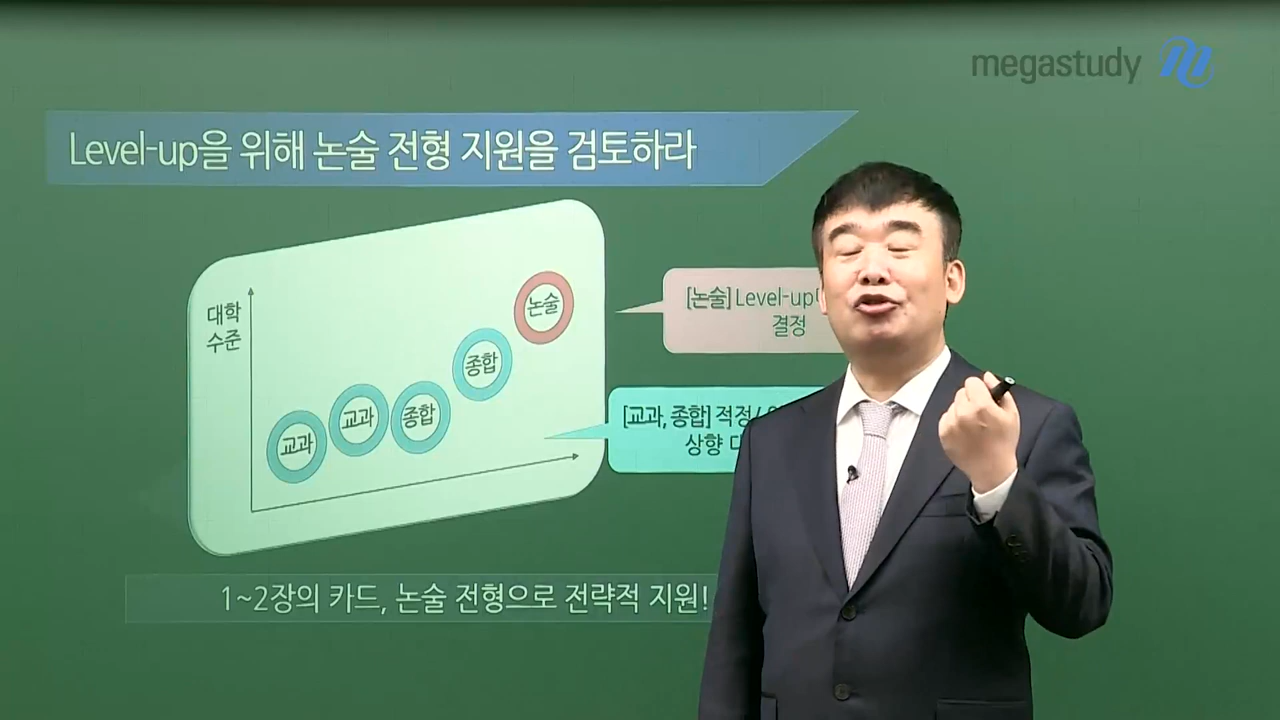 megastudy
Level-up을 위해 논술 전형 지원을 검토하라
대학
수준
논술
종합
종합
교과
교과
[논술] Level-up
결정
[교과, 종합] 적정/
상향
1~2장의 카드, 논술 전형으로 전략적 지원!